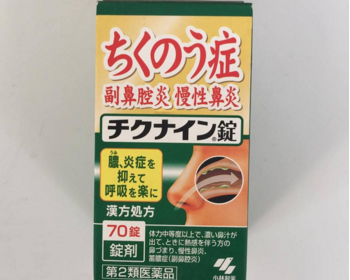 ちくのう症
副鼻腔炎 慢性鼻炎
チクナイン®錠
うみ
膿、炎症を
抑えて
呼吸を楽に
漢方処方
70錠
錠剤
第2類医薬品
体力中等度以上で、濃い鼻汁が
出て、ときに熱感を伴う方の
鼻づまり、慢性鼻炎、
蓄膿症(副鼻腔炎)
小林製薬